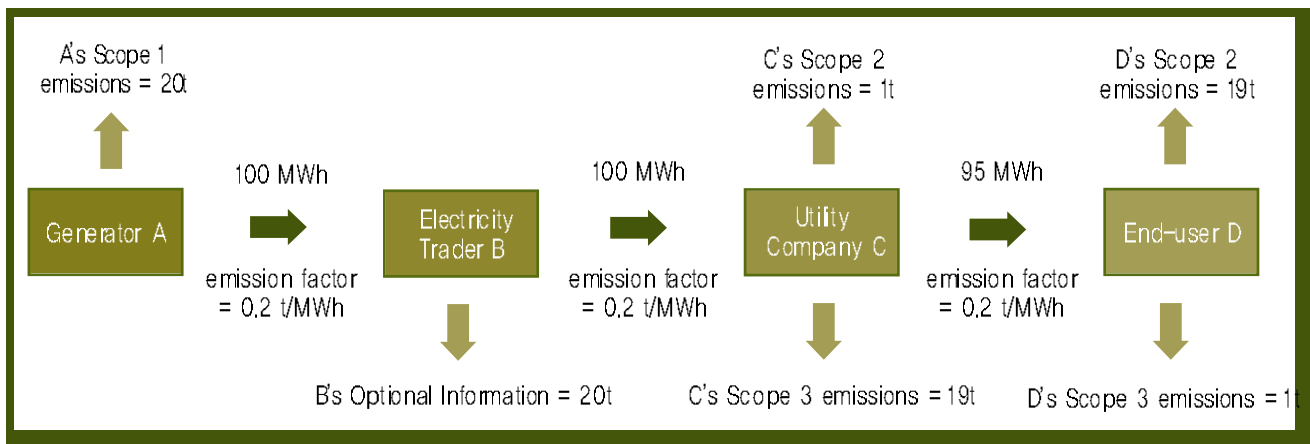 A's Scope 1
emissions = 20t
C's Scope 2
emissions = 1t
D's Scope 2
emissions = 19t
Generator A
100 MWh
emission factor
= 0.2 t/MWh
Electricity
Trader B
100 MWh
emission factor
= 0.2 t/MWh
Utility
Company C
95 MWh
emission factor
= 0.2 t/MWh
End-user D
B's Optional Information = 20t
C's Scope 3 emissions = 19t
D's Scope 3 emissions = 1t